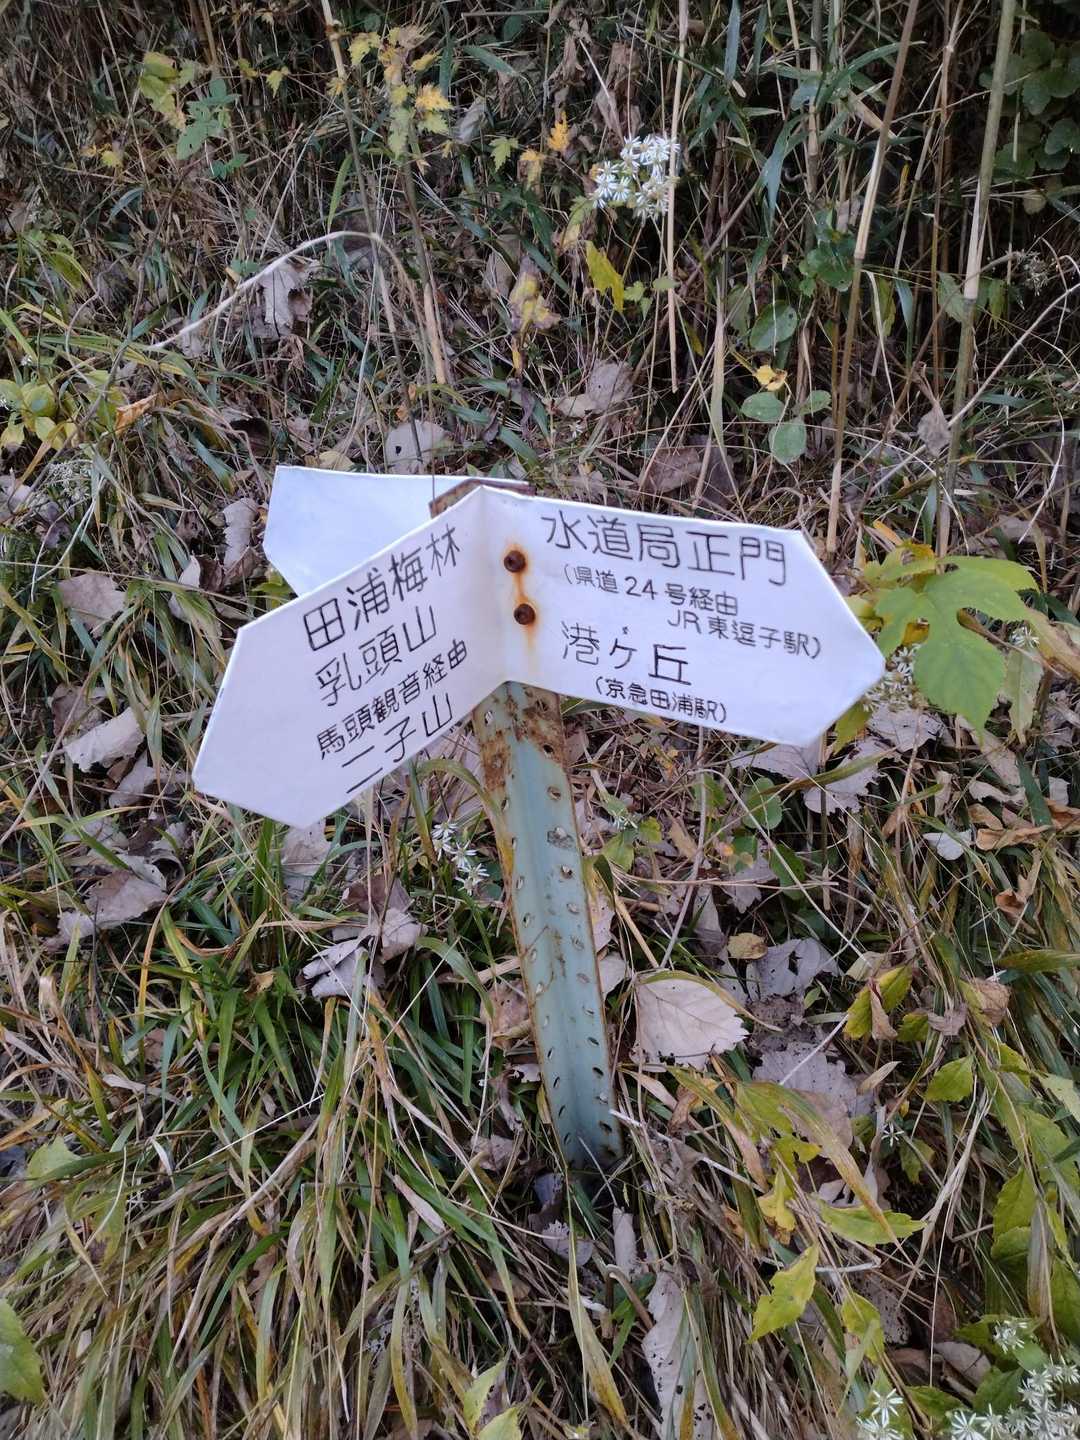 田浦梅林
乳頭山
馬頭観音経由
二子山
水道局正門
（県道24号経由
JR東逗子駅）
港ヶ丘
（京急田浦駅）